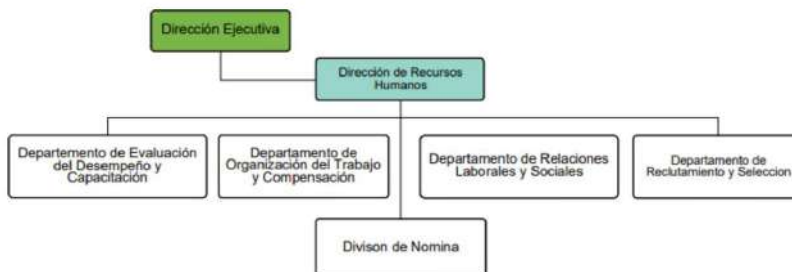 Dirección Ejecutiva
Dirección de Recursos
Humanos
Departemento de Evaluación
del Desempeño y
Capacitación
Departamento de
Organización del Trabajo
y Compensación
Departamento de Relaciones
Laborales y Sociales
Departamento de
Reclutamiento y Seleccion
Divison de Nomina